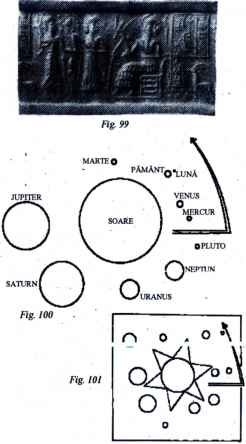 Fig. 99
MARTE
PĂMÂNT
LUNĂ
JUPITER
VENUS
MERCUR
SOARE
PLUTO
NEPTUN
SATURN
URANUS
Fig. 100
Fig. 101